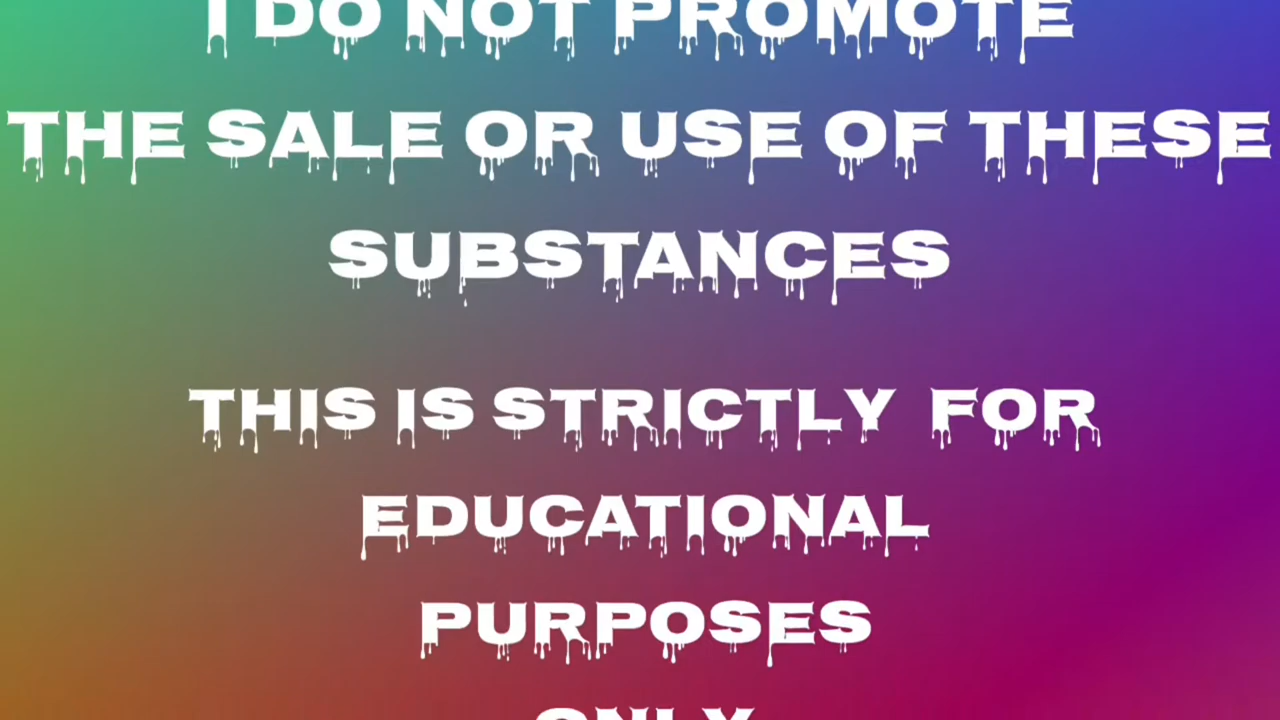 I DO NOT PROMOTE
THE SALE OR USE OF THESE
SUBSTANCES
THIS IS STRICTLY FOR
EDUCATIONAL
PURPOSES
ONLY